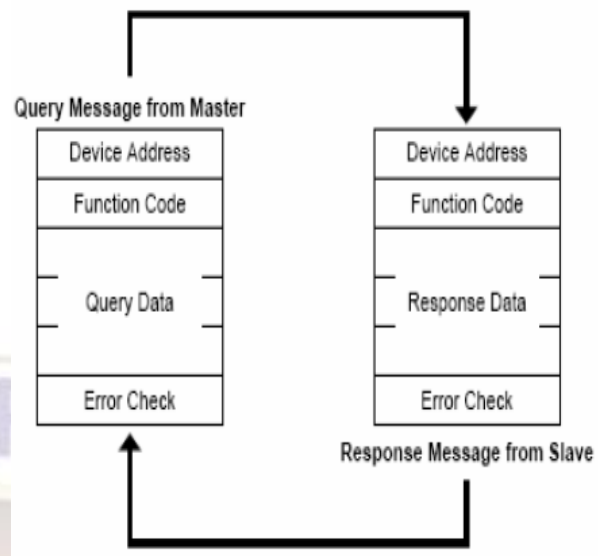 Query Message from Master
Device Address
Function Code
Query Data
Error Check
Device Address
Function Code
Response Data
Error Check
Response Message from Slave